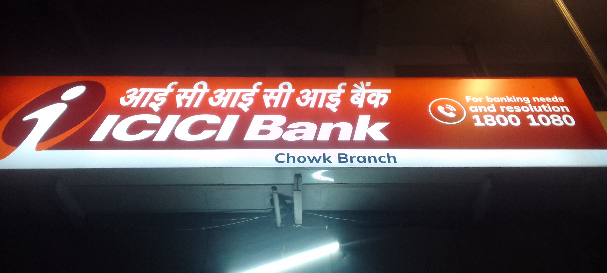 आई सी आई सी आई बैंक
ICICI Bank
For banking needs
and resolution
1800 1080
Chowk Branch